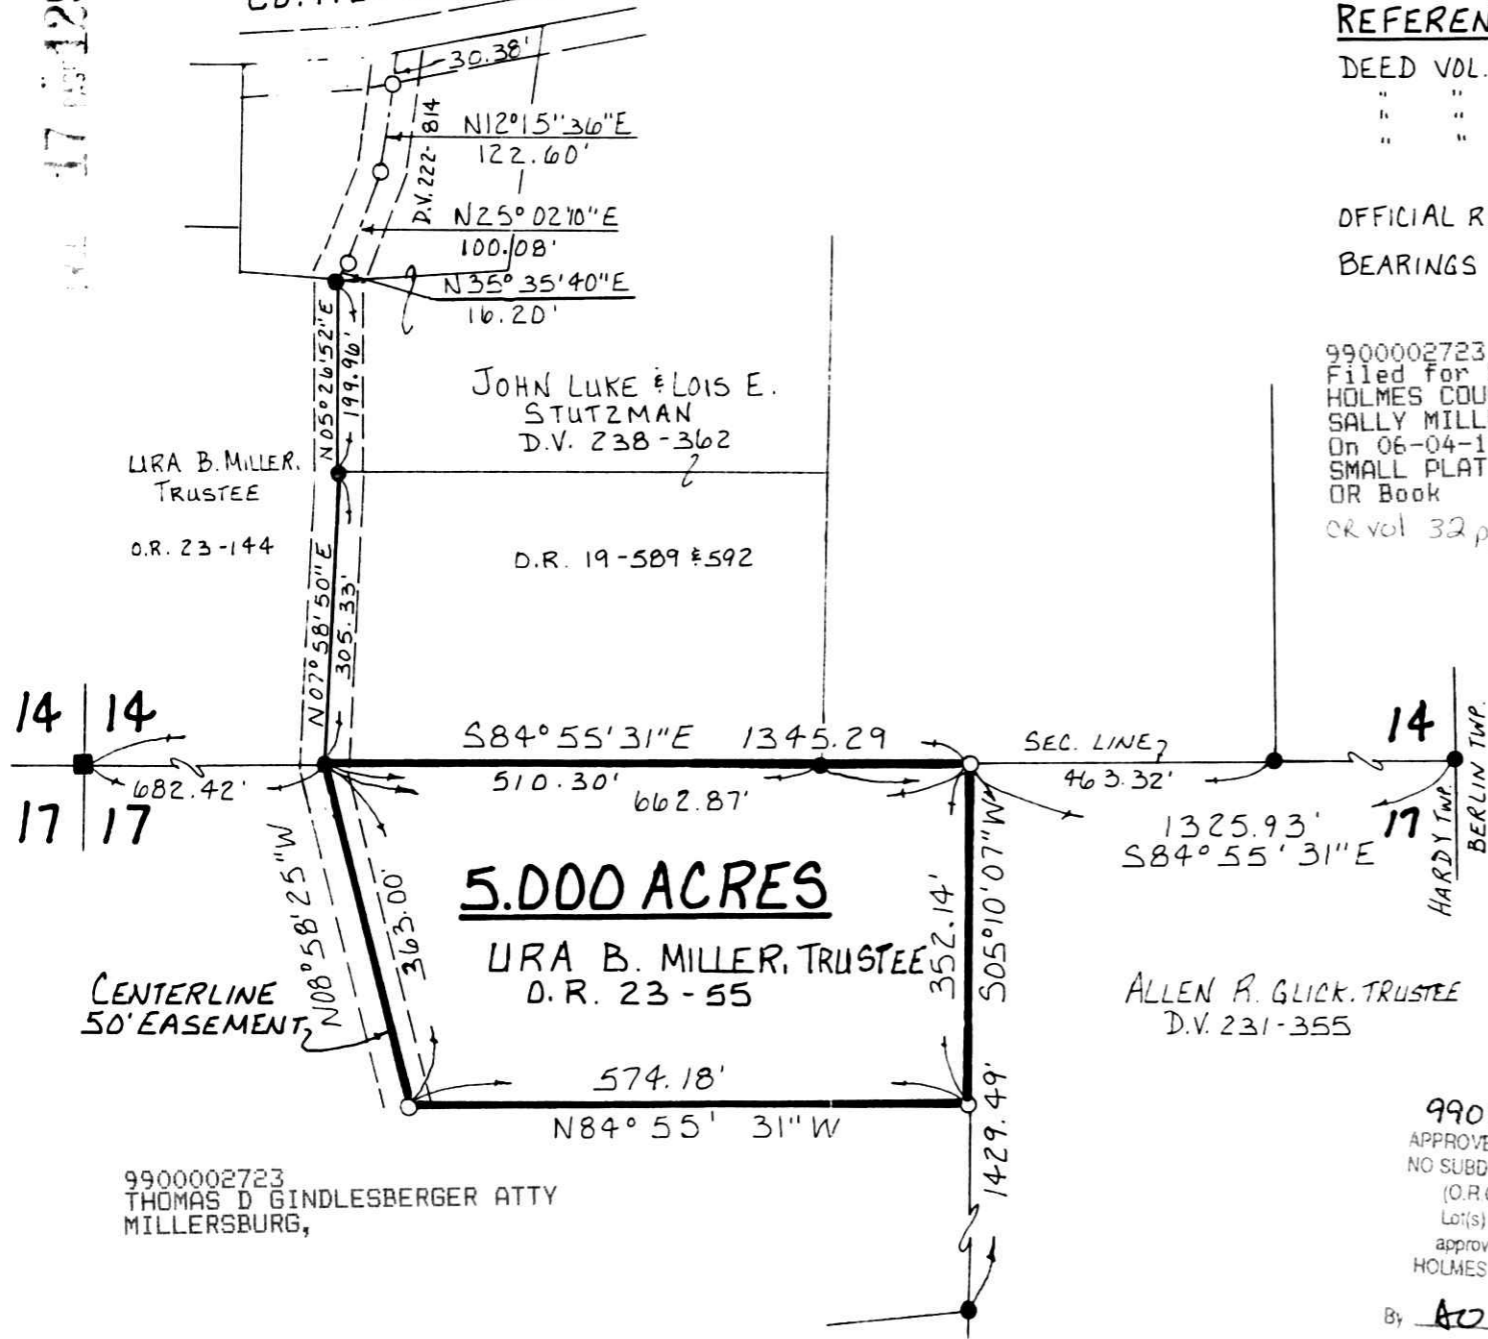 30.38'
D.V. 222-814
N12°15'36"E
122.60'
N25°02'10"E
100.08'
N35°35'40"E
16.20'
N05°26'52"E
199.96'
JOHN LUKE & LOIS E.
STUTZMAN
D.V. 238-362
URA B. MILLER,
TRUSTEE
O.R. 23-144
N07°58'50"E
305.33'
O.R. 19-589 & 592
REFEREN
DEED VOL.
" "
" "
" "
OFFICIAL R
BEARINGS
9900002723
Filed for
HOLMES COU
SALLY MILL
On 06-04-1
SMALL PLAT
OR Book
OR vol 32 p
14 14
17 17
682.42'
S84°55'31"E 1345.29
510.30'
662.87'
SEC. LINE
463.32'
1325.93'
S84°55'31"E
14
17
HARDY TWP.
BERLIN TWP.
N08°58'25"W
363.00'
5.000 ACRES
URA B. MILLER, TRUSTEE
O.R. 23-55
352.14'
S05°10'07"W
CENTERLINE
50' EASEMENT
ALLEN R. GLICK, TRUSTEE
D.V. 231-355
574.18'
N84°55'31"W
1429.49'
9900002723
THOMAS D GINDLESBERGER ATTY
MILLERSBURG,
990
APPROVE
NO SUBD
(O.R.C
Lot(s)
approv
HOLMES
By